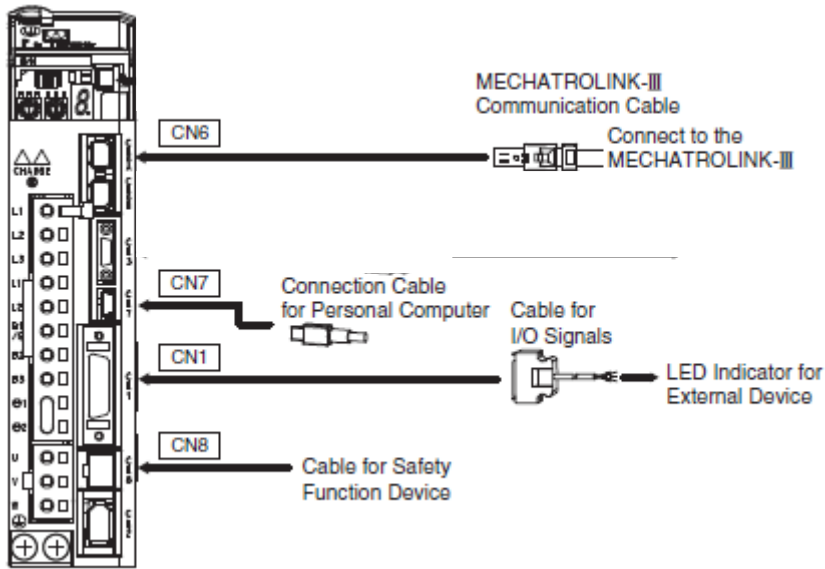 MECHATROLINK-III
Communication Cable
CN6
Connect to the
MECHATROLINK-III
CHARGE
L1
L2
L3
L1
L2
B2
B3
U
V
CN7
Connection Cable
for Personal Computer
Cable for
I/O Signals
CN1
LED Indicator for
External Device
CN8
Cable for Safety
Function Device